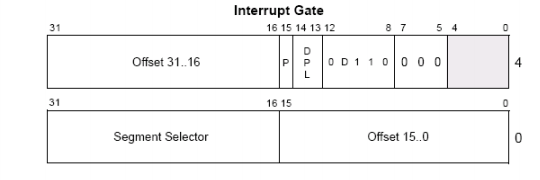 Interrupt Gate
31 16 15 14 13 12 8 7 5 4 0
Offset 31..16 P DPL 0 D 1 1 0 0 0 0 4
31 16 15 0
Segment Selector Offset 15..0 0